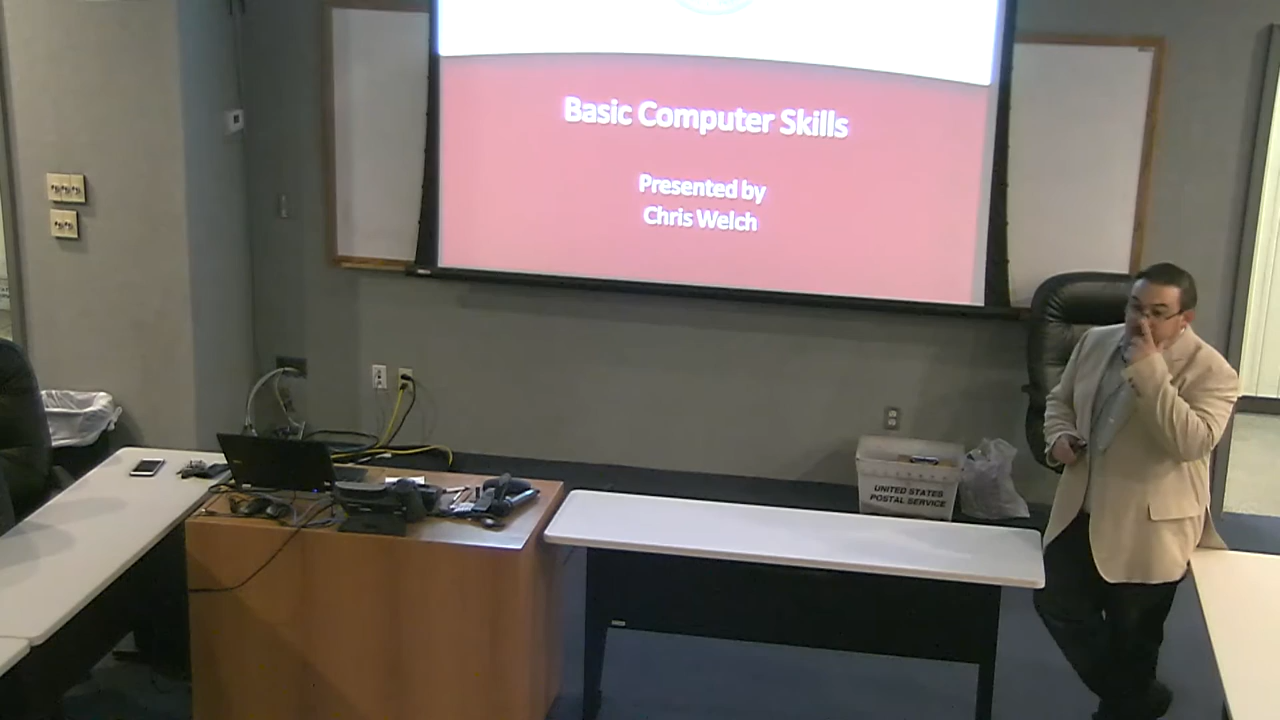 Basic Computer Skills
Presented by
Chris Welch
UNITED STATES
POSTAL SERVICE